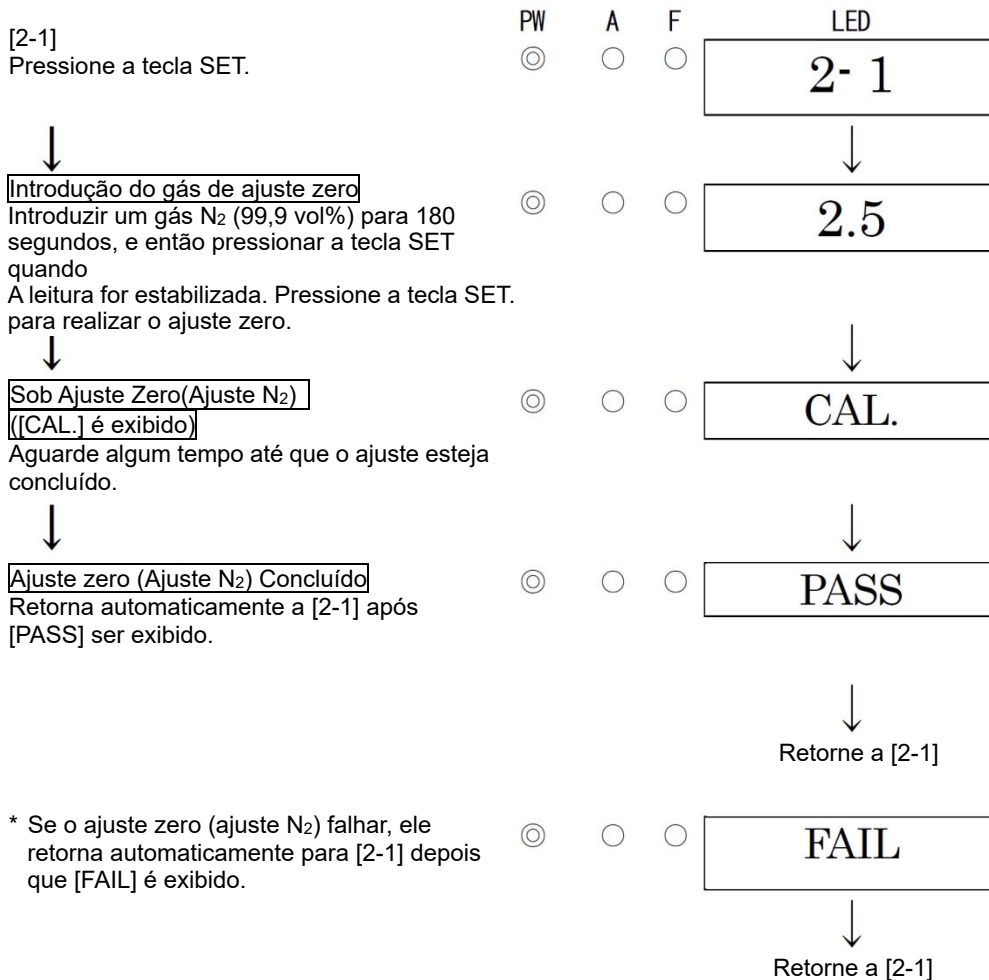 PW A F LED
[2-1]
Pressione a tecla SET.
2- 1
Introdução do gás de ajuste zero
Introduzir um gás N2 (99,9 vol%) para 180
segundos, e então pressionar a tecla SET
quando
A leitura for estabilizada. Pressione a tecla SET.
para realizar o ajuste zero.
2.5
Sob Ajuste Zero(Ajuste N2)
([CAL.] é exibido)
Aguarde algum tempo até que o ajuste esteja
concluído.
CAL.
Ajuste zero (Ajuste N2) Concluído
Retorna automaticamente a [2-1] após
[PASS] ser exibido.
PASS
Retorne a [2-1]
* Se o ajuste zero (ajuste N2) falhar, ele
retorna automaticamente para [2-1] depois
que [FAIL] é exibido.
FAIL
Retorne a [2-1]